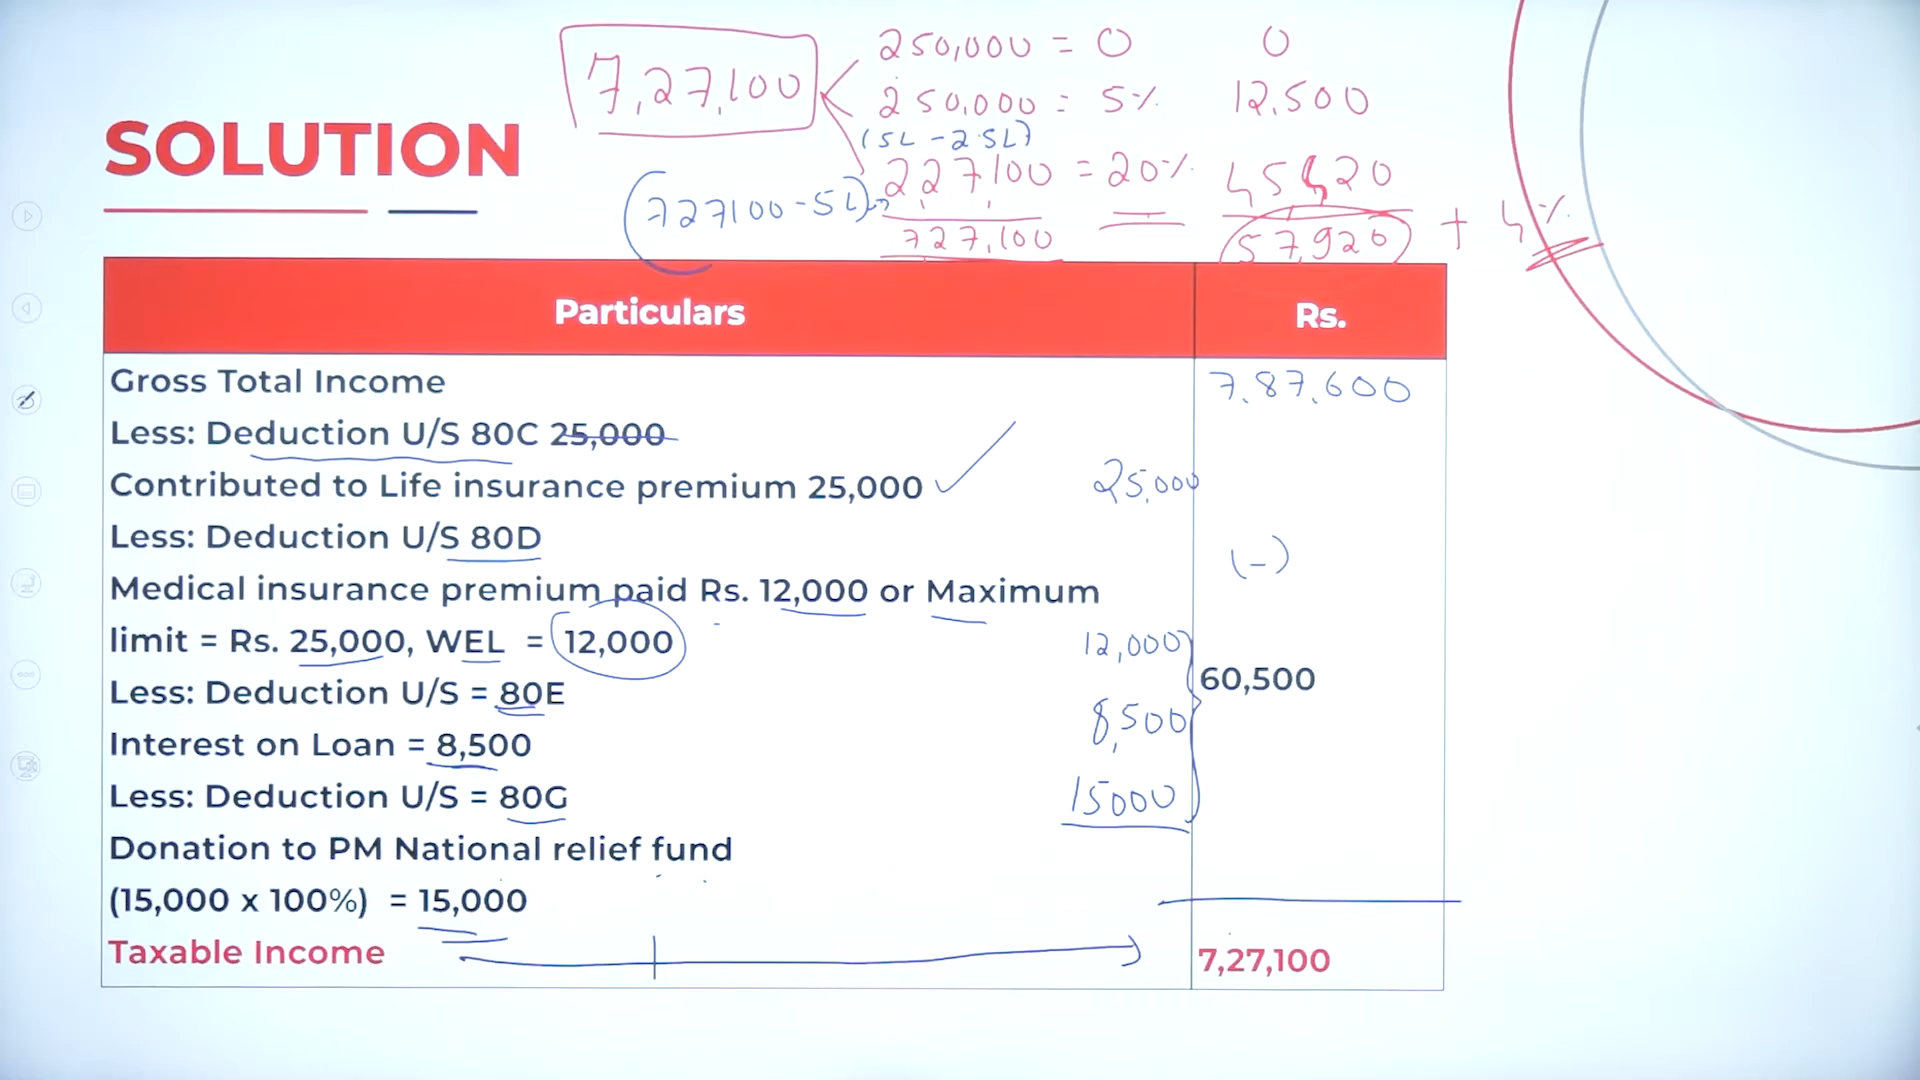 7,27,100
250,000 = 0 0
250,000 = 5% 12,500
(5L - 2.5L)
(727100 - 5L) 2,27,100 = 20% 45420
727,100 57,920 + 4%
SOLUTION
Particulars Rs.
Gross Total Income 7,87,600
Less: Deduction U/S 80C 25,000
Contributed to Life insurance premium 25,000 25,000
Less: Deduction U/S 80D (-)
Medical insurance premium paid Rs. 12,000 or Maximum
limit = Rs. 25,000, WEL = 12,000 12,000
60,500
Less: Deduction U/S = 80E 8,500
Interest on Loan = 8,500
Less: Deduction U/S = 80G 15000
Donation to PM National relief fund
(15,000 x 100%) = 15,000
Taxable Income 7,27,100